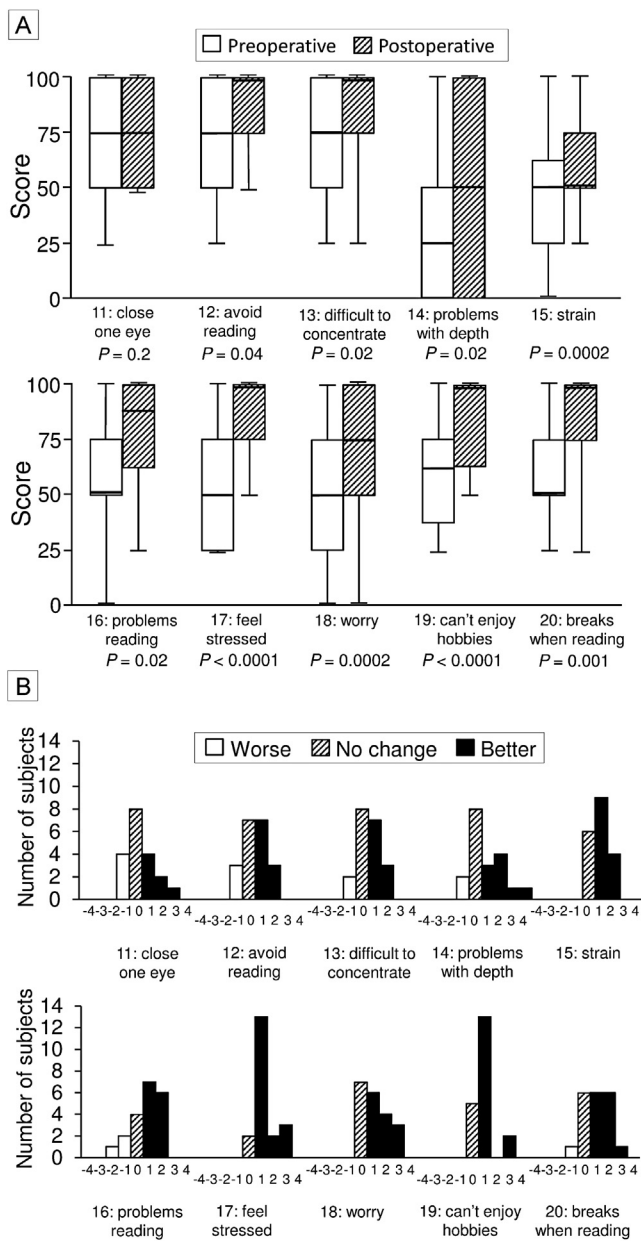 A
Preoperative Postoperative
100
75
50
25
0
Score
11: close 12: avoid 13: difficult to 14: problems 15: strain
one eye reading concentrate with depth
P = 0.2 P = 0.04 P = 0.02 P = 0.02 P = 0.0002
100
75
50
25
0
Score
16: problems 17: feel 18: worry 19: can't enjoy 20: breaks
reading stressed hobbies when reading
P = 0.02 P < 0.0001 P = 0.0002 P < 0.0001 P = 0.001
B
Worse No change Better
14
12
10
8
6
4
2
0
Number of subjects
-4-3-2-1 0 1 2 3 4 -4-3-2-1 0 1 2 3 4 -4-3-2-1 0 1 2 3 4 -4-3-2-1 0 1 2 3 4 -4-3-2-1 0 1 2 3 4
11: close 12: avoid 13: difficult to 14: problems 15: strain
one eye reading concentrate with depth
14
12
10
8
6
4
2
0
Number of subjects
-4-3-2-1 0 1 2 3 4 -4-3-2-1 0 1 2 3 4 -4-3-2-1 0 1 2 3 4 -4-3-2-1 0 1 2 3 4 -4-3-2-1 0 1 2 3 4
16: problems 17: feel 18: worry 19: can't enjoy 20: breaks
reading stressed hobbies when reading